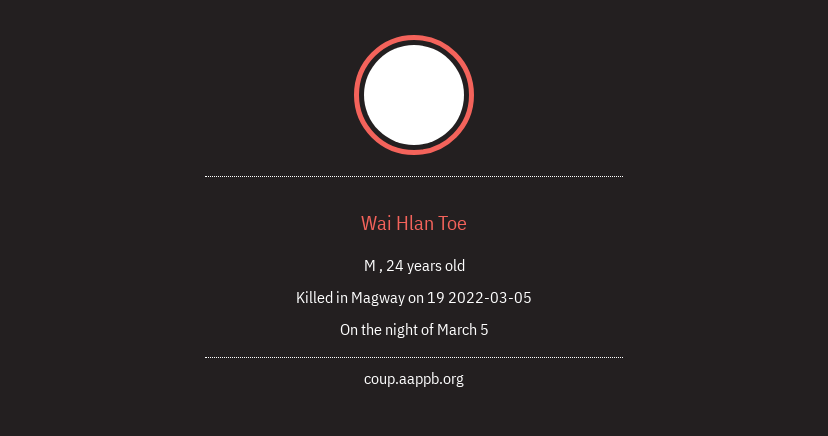 Wai Hlan Toe
M , 24 years old
Killed in Magway on 19 2022-03-05
On the night of March 5
coup.aappb.org